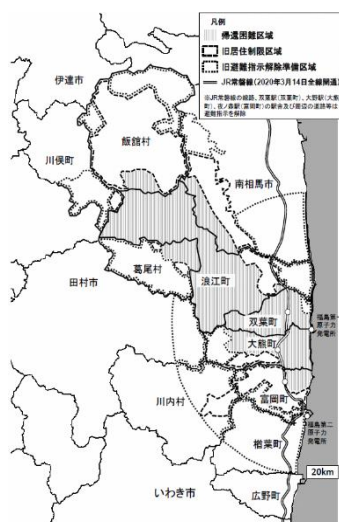 凡例
帰還困難区域
旧居住制限区域
旧避難指示解除準備区域
JR常磐線(2020年3月14日全線開通)
※JR常磐線の線路、双葉駅(双葉町)、大野駅(大熊
町)、夜ノ森駅(富岡町)の駅舎及び周辺の道路等は
避難指示を解除
伊達市
川俣町
飯舘村
南相馬市
田村市
葛尾村
浪江町
双葉町
大熊町
福島第一
原子力
発電所
川内村
富岡町
福島第二
原子力
発電所
楢葉町
20km
いわき市
広野町